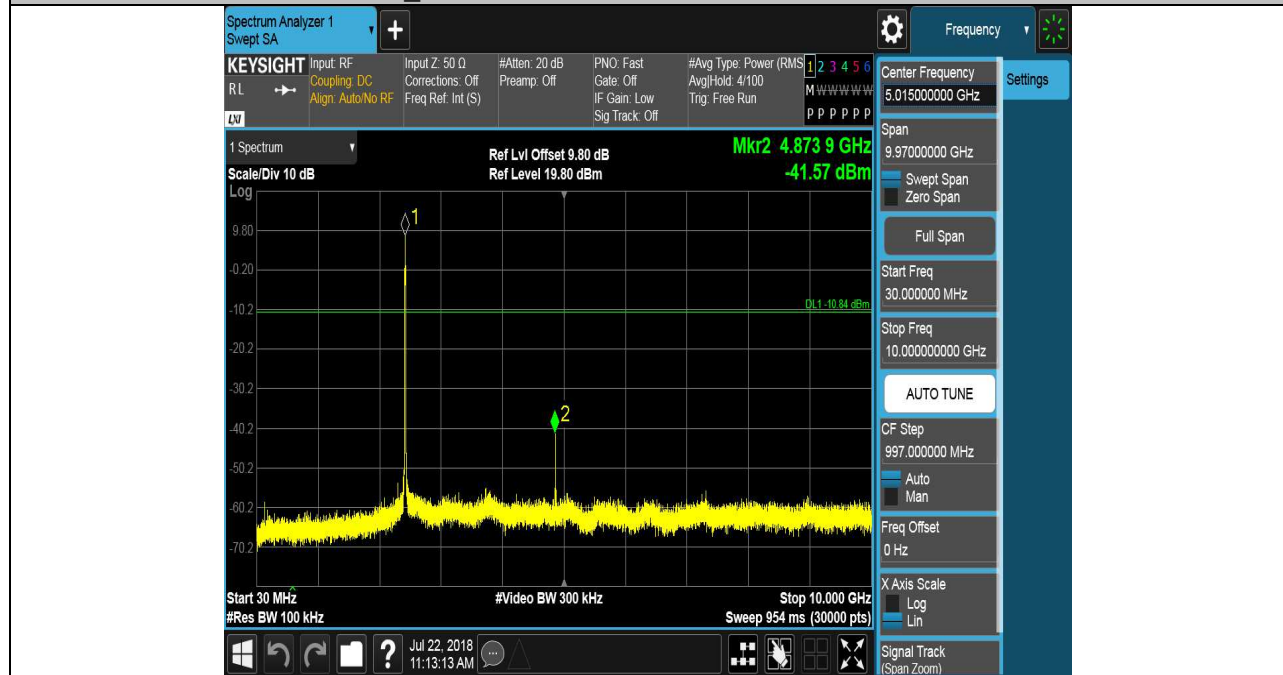 Spectrum Analyzer 1
Swept SA
+
Frequency
KEYSIGHT
RL
LXI
Input: RF
Coupling: DC
Align: Auto/No RF
Input Z: 50 Ω
Corrections: Off
Freq Ref: Int (S)
#Atten: 20 dB
Preamp: Off
PNO: Fast
Gate: Off
IF Gain: Low
Sig Track: Off
#Avg Type: Power (RMS
Avg|Hold: 4/100
Trig: Free Run
1 2 3 4 5 6
M W W W W W
P P P P P P
Center Frequency
5.015000000 GHz
Settings
1 Spectrum
Scale/Div 10 dB
Ref Lvl Offset 9.80 dB
Ref Level 19.80 dBm
Mkr2 4.873 9 GHz
-41.57 dBm
Span
9.97000000 GHz
Swept Span
Zero Span
Full Span
Start Freq
30.000000 MHz
Stop Freq
10.000000000 GHz
AUTO TUNE
CF Step
997.000000 MHz
Auto
Man
Freq Offset
0 Hz
X Axis Scale
Log
Lin
Signal Track
(Span Zoom)
Log
1
9.80
-0.20
-10.2
DL1 -10.84 dBm
-20.2
-30.2
2
-40.2
-50.2
-60.2
-70.2
Start 30 MHz
#Video BW 300 kHz
Stop 10.000 GHz
#Res BW 100 kHz
Sweep 954 ms (30000 pts)
?
Jul 22, 2018
11:13:13 AM